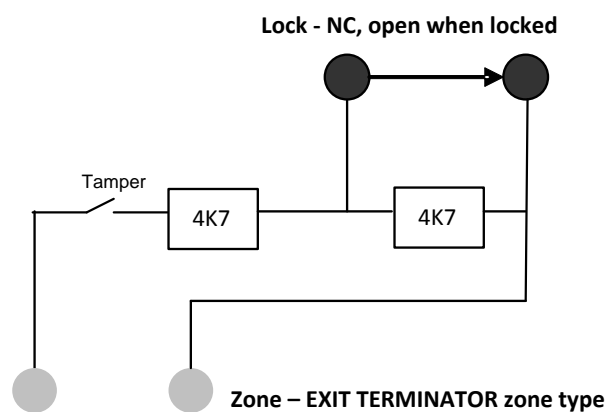 Lock - NC, open when locked
Tamper
4K7
4K7
Zone – EXIT TERMINATOR zone type